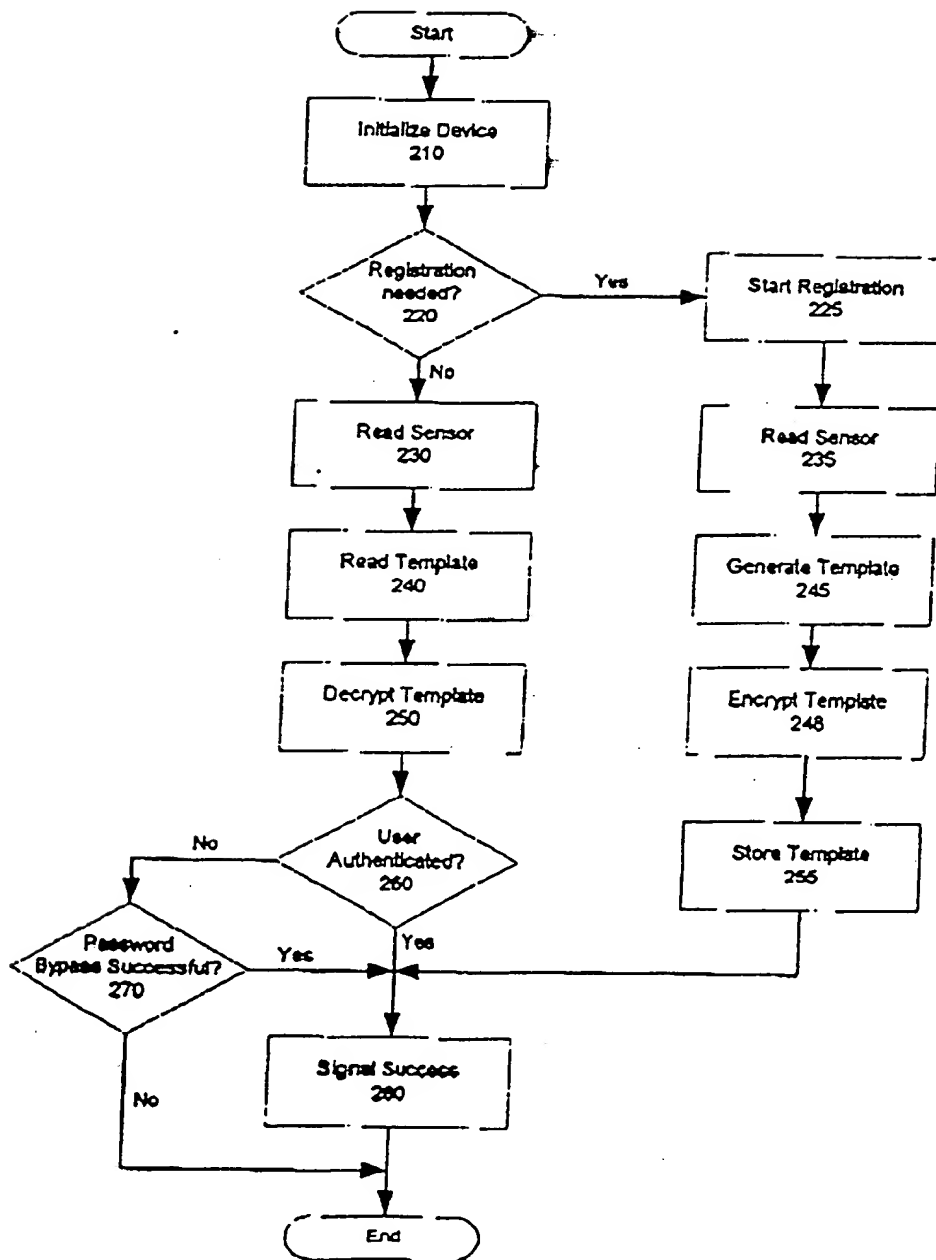 Start
Initialize Device
210
Registration
needed?
220
Yes
Start Registration
225
No
Read Sensor
230
Read Sensor
235
Read Template
240
Generate Template
245
Decrypt Template
250
Encrypt Template
248
No
User
Authenticated?
260
Store Template
255
Password
Bypass Successful?
270
Yes
Yes
Signal Success
280
No
End